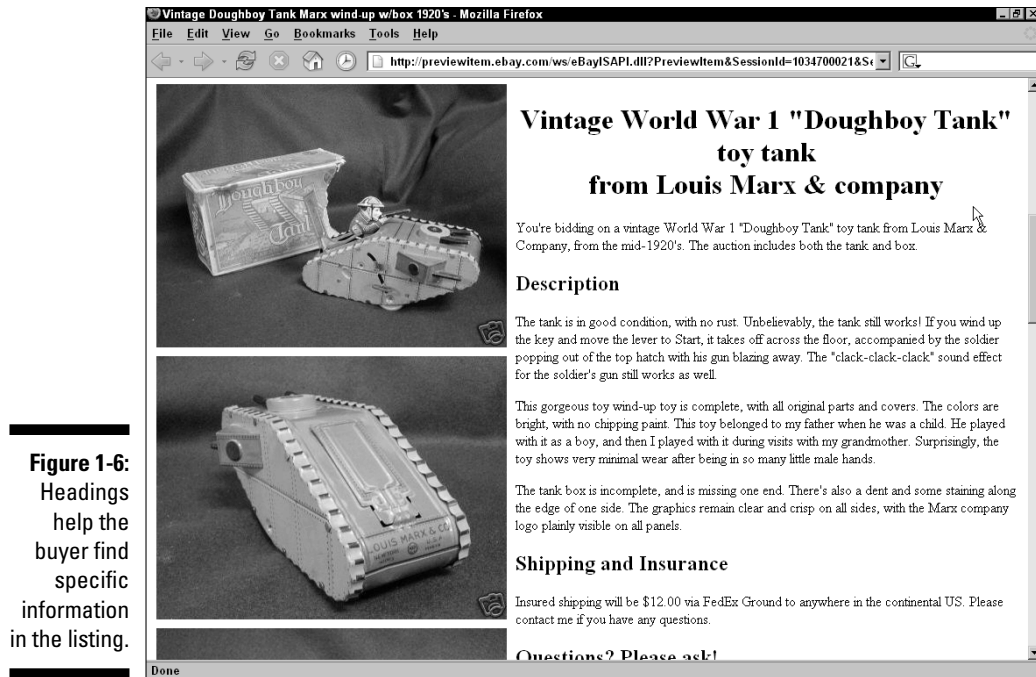 Vintage Doughboy Tank Marx wind-up w/box 1920's - Mozilla Firefox
File Edit View Go Bookmarks Tools Help
http://previewitem.ebay.com/ws/eBayISAPI.dll?PreviewItem&SessionId=1034700021&Se
G
Doughboy
Tank
LOUIS MARX & CO
Vintage World War 1 "Doughboy Tank"
toy tank
from Louis Marx & company
You're bidding on a vintage World War 1 "Doughboy Tank" toy tank from Louis Marx &
Company, from the mid-1920's. The auction includes both the tank and box.
Description
The tank is in good condition, with no rust. Unbelievably, the tank still works! If you wind up
the key and move the lever to Start, it takes off across the floor, accompanied by the soldier
popping out of the top hatch with his gun blazing away. The "clack-clack-clack" sound effect
for the soldier's gun still works as well.
This gorgeous toy wind-up toy is complete, with all original parts and covers. The colors are
bright, with no chipping paint. This toy belonged to my father when he was a child. He played
with it as a boy, and then I played with it during visits with my grandmother. Surprisingly, the
toy shows very minimal wear after being in so many little male hands.
The tank box is incomplete, and is missing one end. There's also a dent and some staining along
the edge of one side. The graphics remain clear and crisp on all sides, with the Marx company
logo plainly visible on all panels.
Shipping and Insurance
Insured shipping will be $12.00 via FedEx Ground to anywhere in the continental US. Please
contact me if you have any questions.
Questions? Please ask!
Done
Figure 1-6:
Headings
help the
buyer find
specific
information
in the listing.